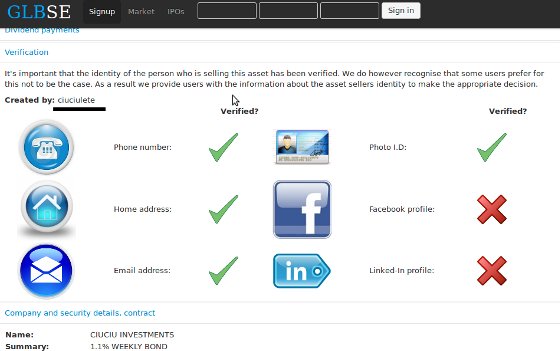 GLBSE Signup Market IPOs Sign in
Dividend payments
Verification
It's important that the identity of the person who is selling this asset has been verified. We do however recognise that some users prefer for
this not to be the case. As a result we provide users with the information about the asset sellers identity to make the appropriate decision.
Created by: ciuciulete
Verified? Verified?
Phone number: Photo I.D:
Home address: f Facebook profile:
Email address: in Linked-In profile:
Company and security details, contract
Name: CIUCIU INVESTMENTS
Summary: 1.1% WEEKLY BOND